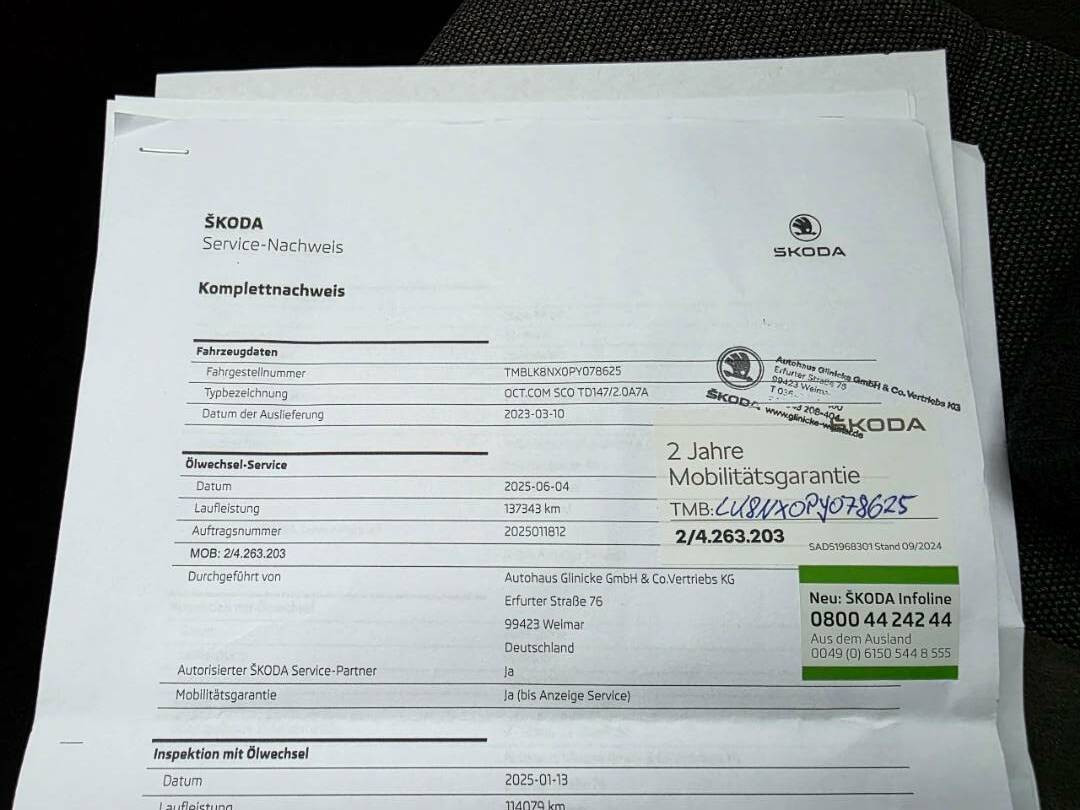 ŠKODA
Service-Nachweis
ŠKODA
Komplettnachweis
Fahrzeugdaten
Fahrgestellnummer TMBLK8NX0PY078625
Typbezeichnung OCT.COM SCO TD147/2.0A7A
Datum der Auslieferung 2023-03-10
Autohaus Glinicke GmbH & Co. Vertriebs KG
Erfurter Straße 76
99423 Weimar
ŠKODA
www.glinicke-weimar.de
ŠKODA
2 Jahre
Mobilitätsgarantie
TMB: LK8NX0PY078625
2/4.263.203
SAD51968301 Stand 09/2024
Ölwechsel-Service
Datum 2025-06-04
Laufleistung 137343 km
Auftragsnummer 2025011812
MOB: 2/4.263.203
Durchgeführt von Autohaus Glinicke GmbH & Co.Vertriebs KG
Erfurter Straße 76
99423 Weimar
Deutschland
Autorisierter ŠKODA Service-Partner Ja
Mobilitätsgarantie Ja (bis Anzeige Service)
Neu: ŠKODA Infoline
0800 44 242 44
Aus dem Ausland
0049 (0) 6150 544 8 555
Inspektion mit Ölwechsel
Datum 2025-01-13
Laufleistung 114079 km